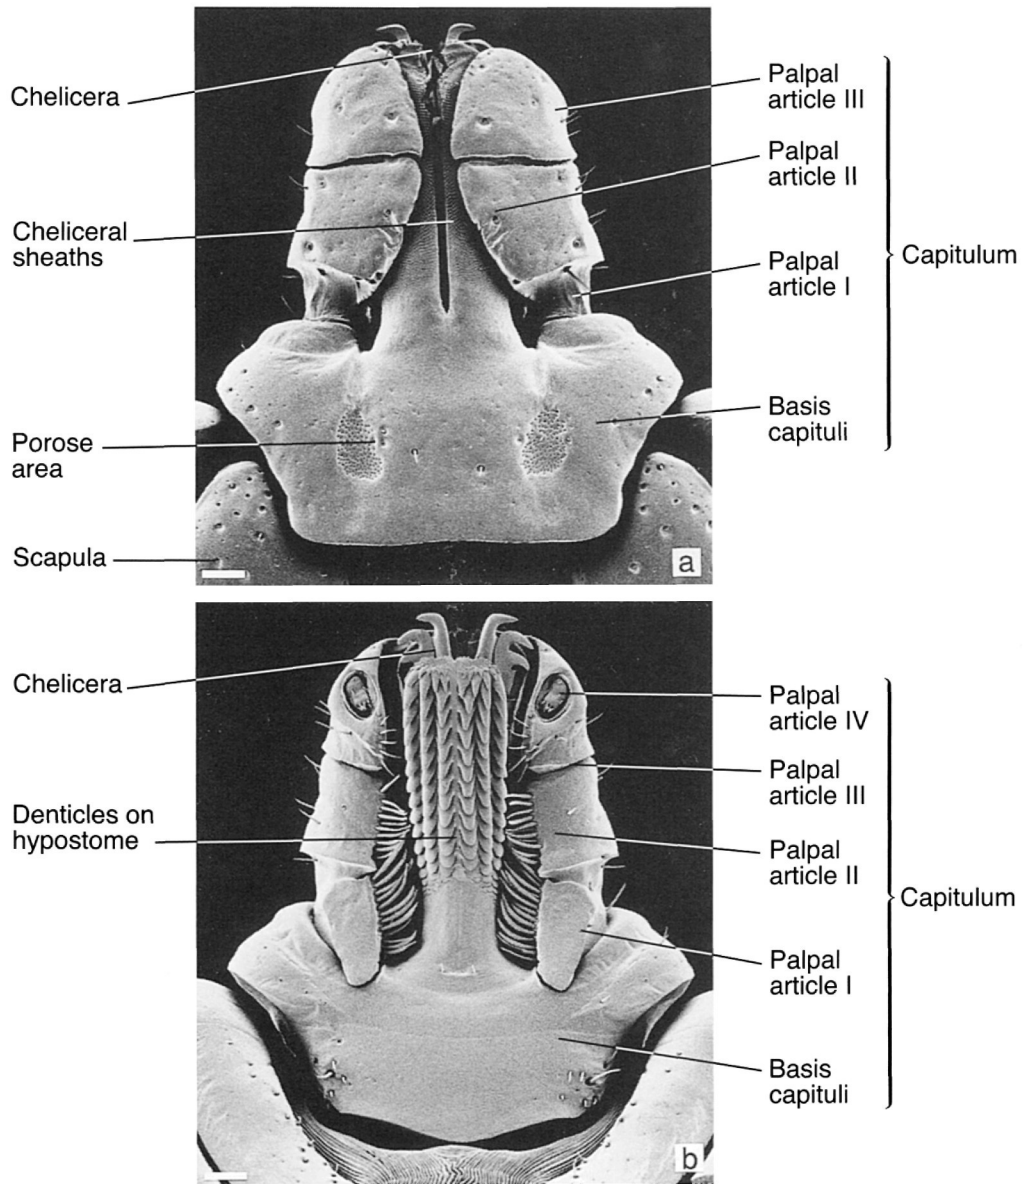 Chelicera
Cheliceral
sheaths
Porose
area
Scapula
Palpal
article III
Palpal
article II
Palpal
article I
Basis
capituli
Capitulum
a
Chelicera
Denticles on
hypostome
Palpal
article IV
Palpal
article III
Palpal
article II
Palpal
article I
Basis
capituli
Capitulum
b